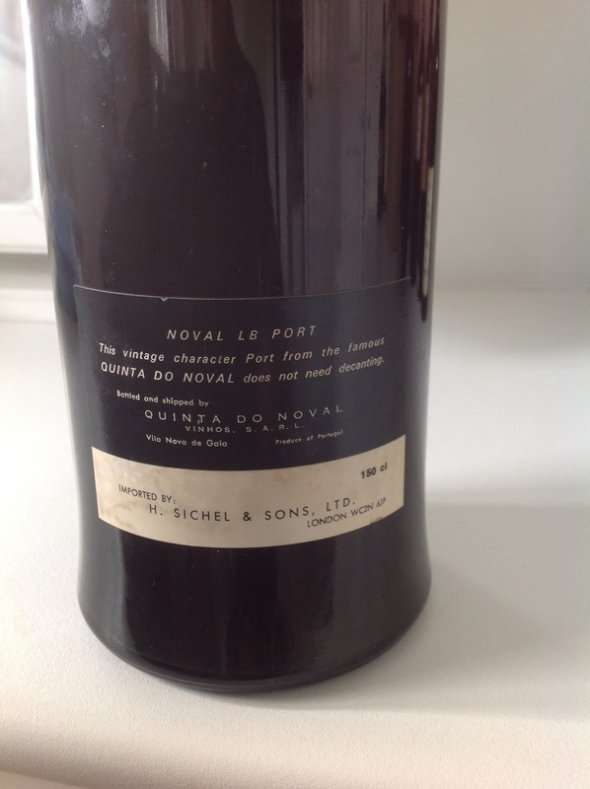 NOVAL LB PORT
This vintage character Port from the famous
QUINTA DO NOVAL does not need decanting.
Bottled and shipped by
QUINTA DO NOVAL
VINHOS, S.A.R.L.
Vila Nova de Gaia Produce of Portugal
150 cl
IMPORTED BY:
H. SICHEL & SONS, LTD.
LONDON WC2N 6JP